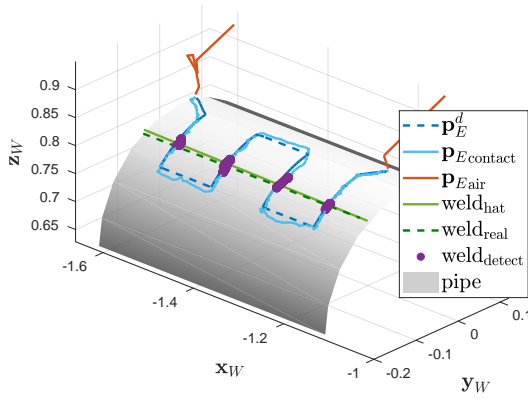 0.9
0.85
0.8
0.75
0.7
0.65
z_W
-1.6
-1.4
-1.2
-1
x_W
-0.2
-0.1
0
0.1
y_W
p_E^d
p_E contact
p_E air
weld_hat
weld_real
weld_detect
pipe